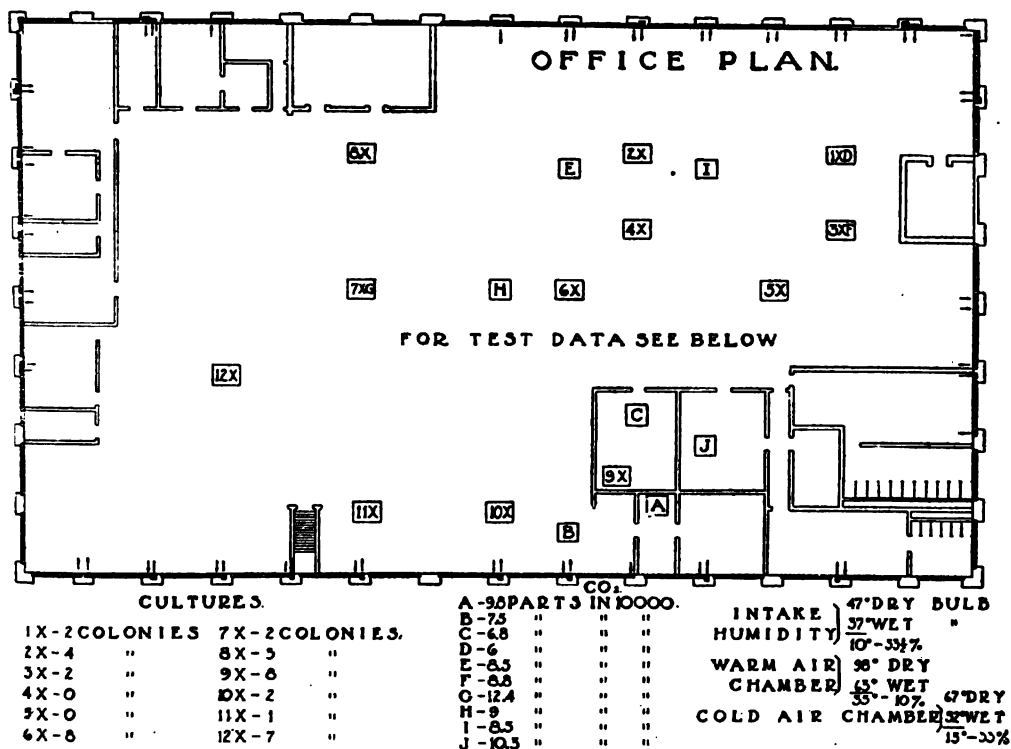 OFFICE PLAN.
8X
E
2X
I
1XD
4X
3XF
7XG
H
6X
5X
FOR TEST DATA SEE BELOW
12X
C
J
9X
1A
11X
10X
B
CULTURES.
1X-2 COLONIES 7X-2 COLONIES.
2X-4 " 8X-5 "
3X-2 " 9X-8 "
4X-0 " 10X-2 "
5X-0 " 11X-1 "
6X-8 " 12X-7 "
CO2.
A-9.8 PARTS IN 10000.
B-7.5 " " "
C-6.8 " " "
D-6 " " "
E-8.5 " " "
F-8.8 " " "
G-12.4 " " "
H-9 " " "
I-8.5 " " "
J-10.5 " " "
INTAKE HUMIDITY
47° DRY BULB
37° WET "
10°-33½%
WARM AIR CHAMBER
98° DRY
63° WET
35°-10%
COLD AIR CHAMBER
67° DRY
52° WET
15°-33%